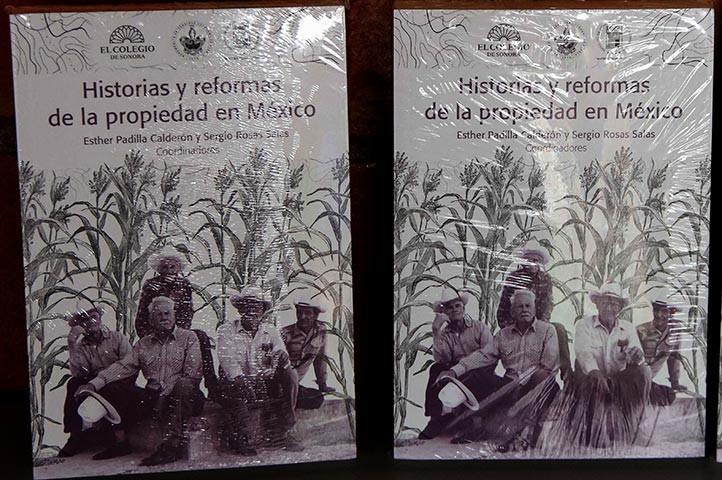 EL COLEGIO
DE SONORA
Historias y reformas
de la propiedad en México
Esther Padilla Calderón y Sergio Rosas Salas
Coordinadores
EL COLEGIO
DE SONORA
Historias y reformas
de la propiedad en México
Esther Padilla Calderón y Sergio Rosas Salas
Coordinadores